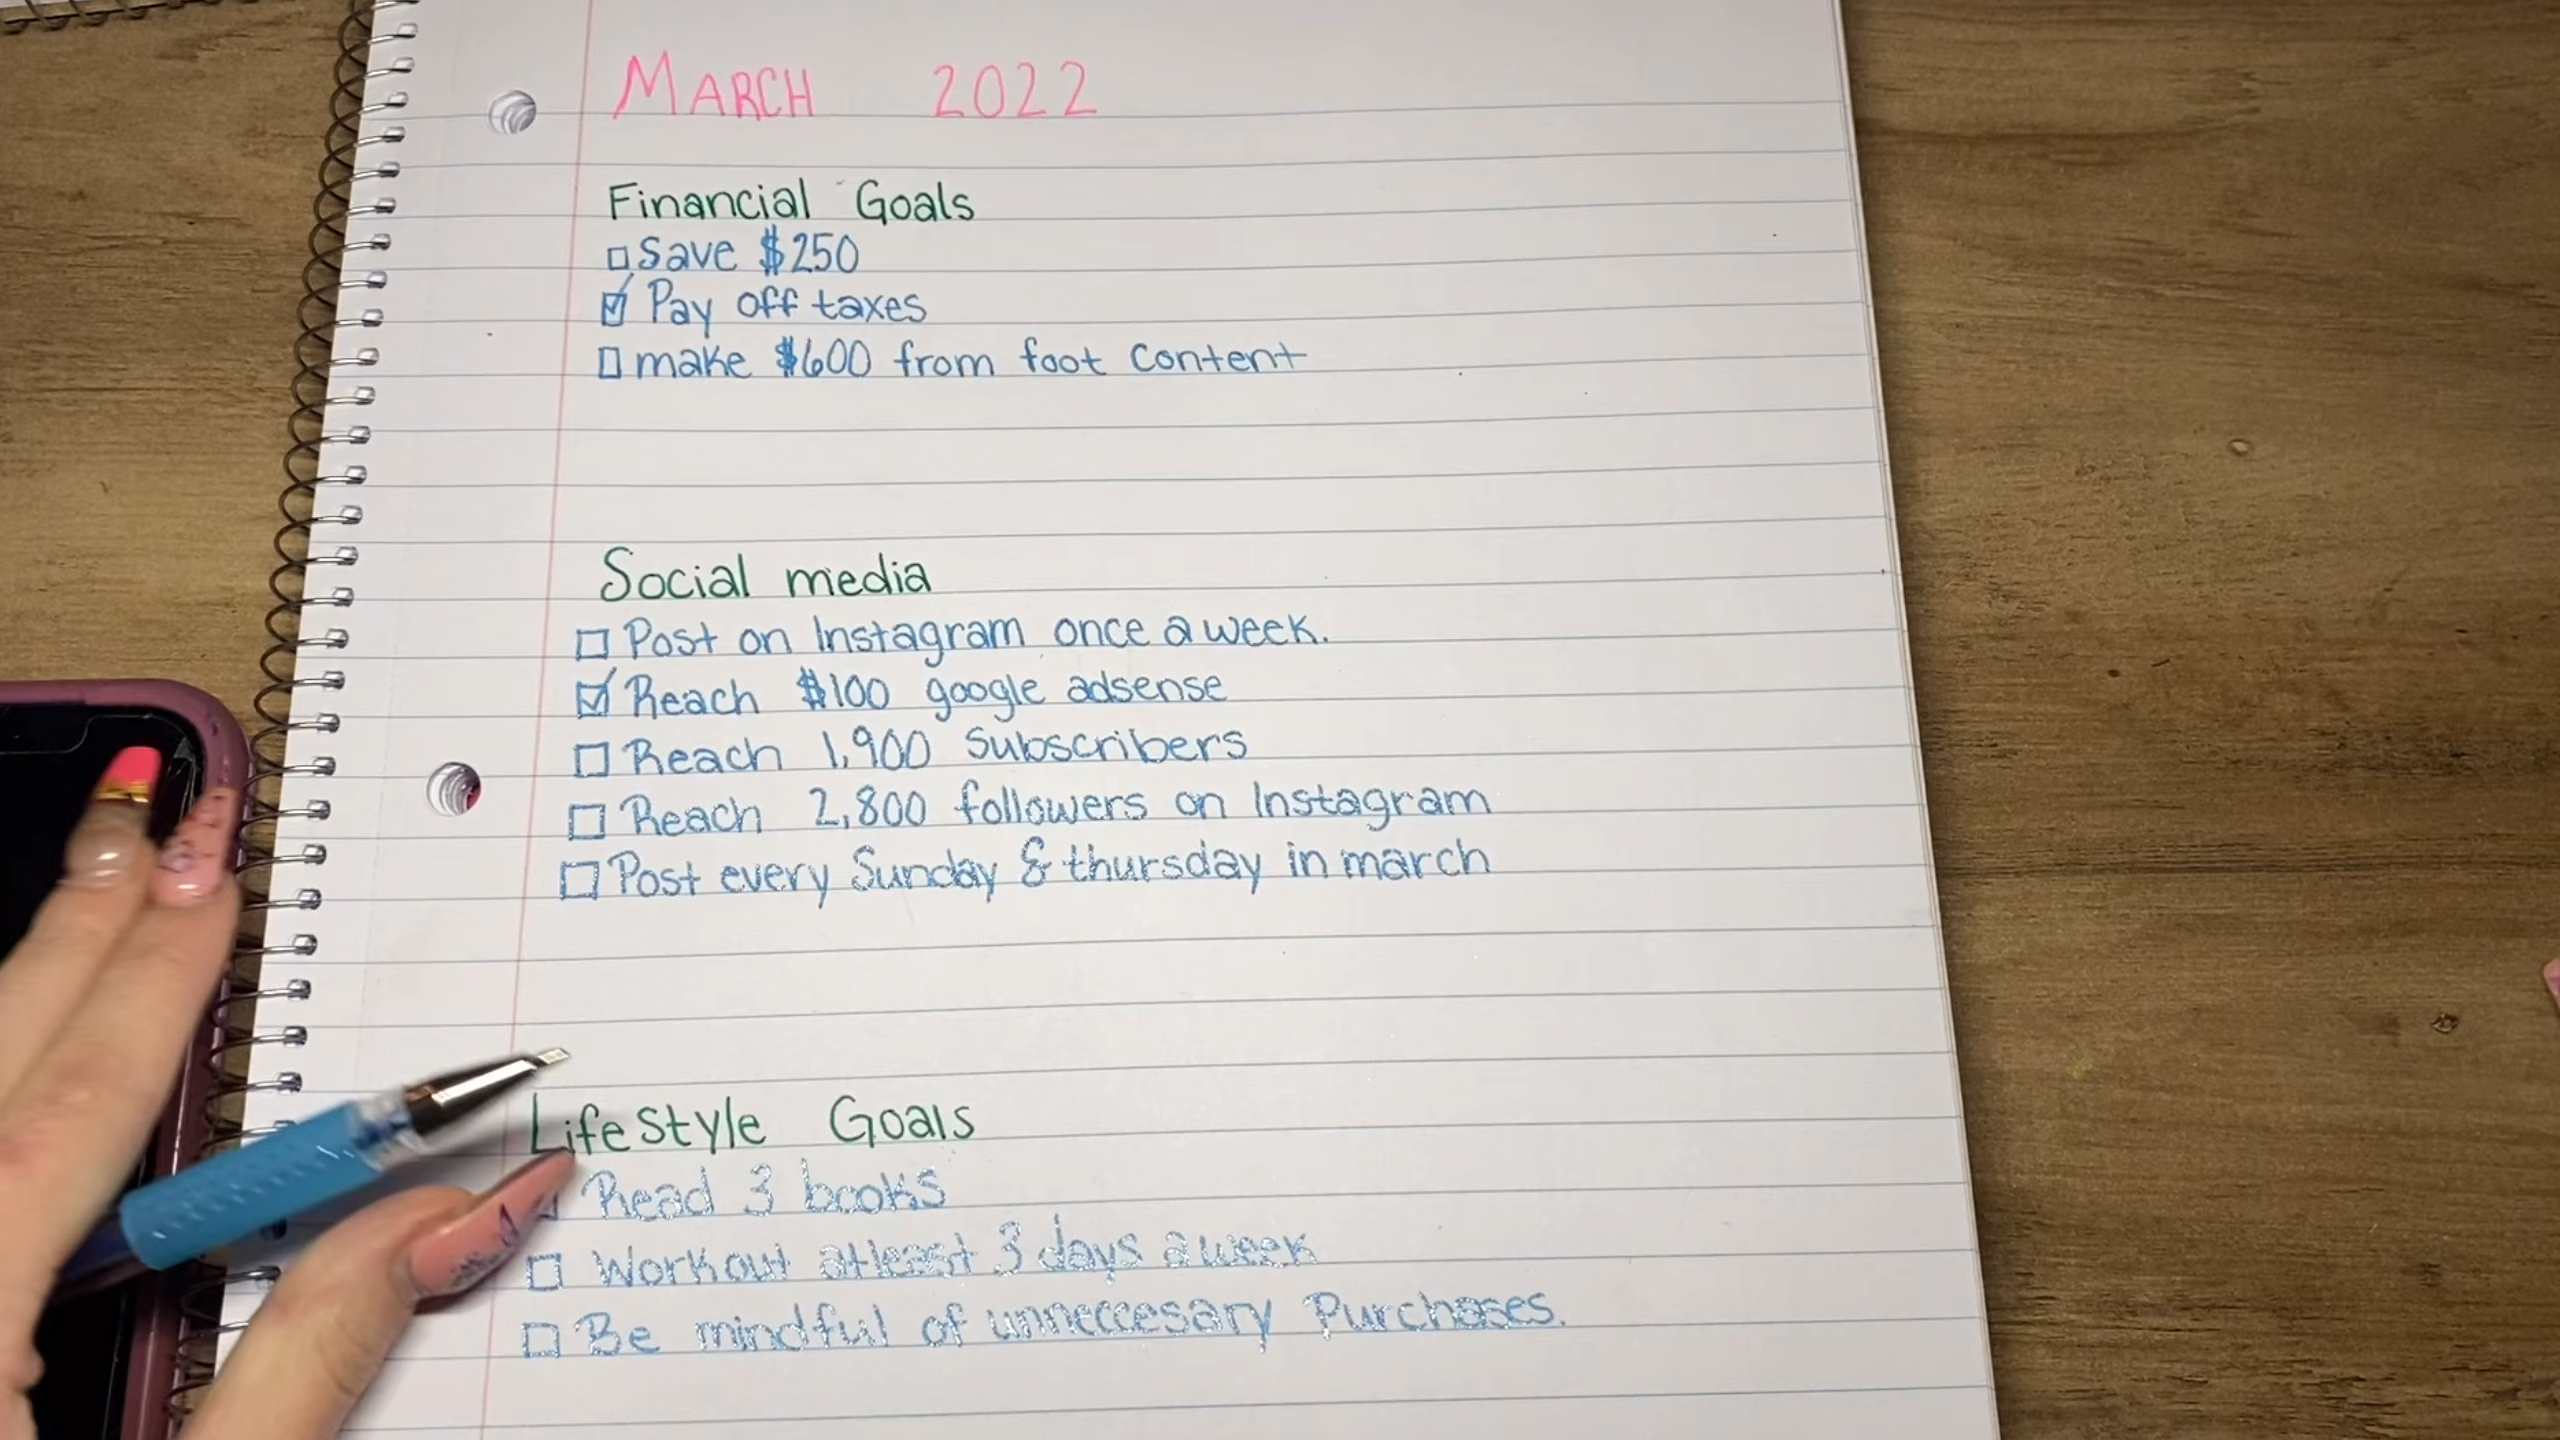 MARCH 2022
Financial Goals
Save $250
Pay off taxes
make $600 from foot content
Social media
Post on Instagram once a week.
Reach $100 google adsense
Reach 1,900 Subscribers
Reach 2,800 followers on Instagram
Post every Sunday & thursday in march
Lifestyle Goals
Read 3 books
Workout atleast 3 days a week
Be mindful of unneccesary Purchases.